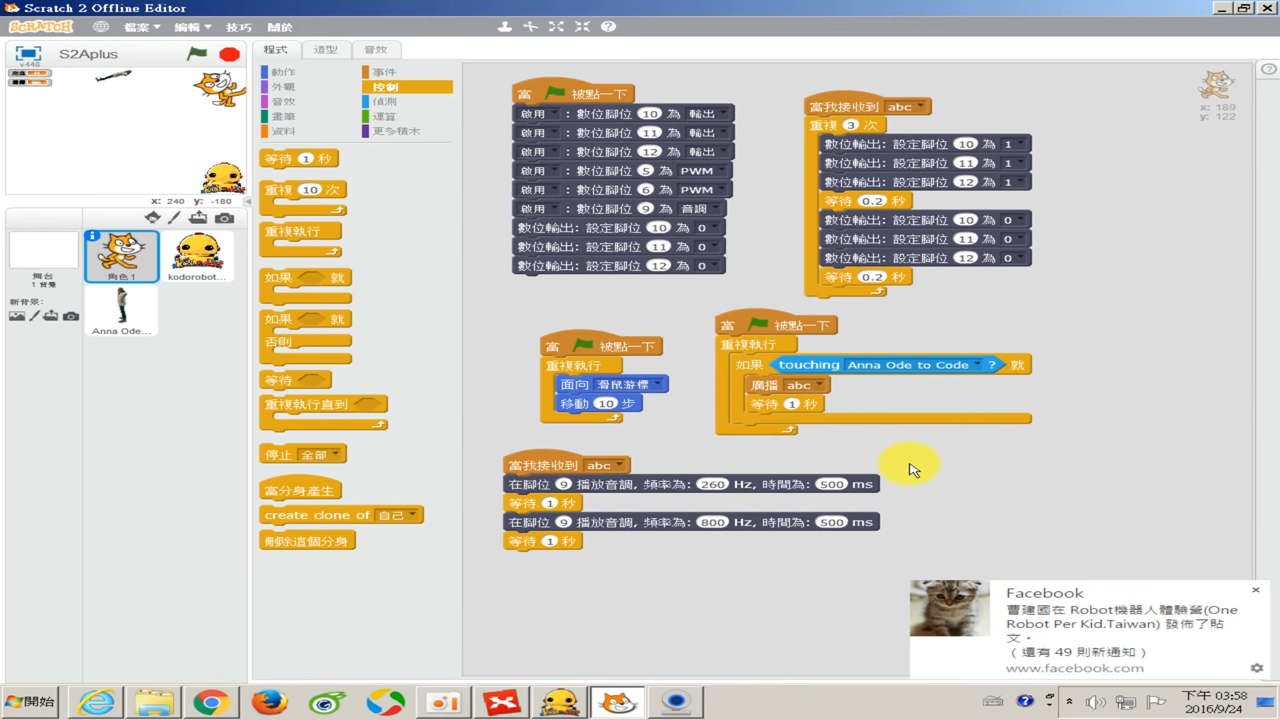 Scratch 2 Offline Editor
SCRATCH 檔案 編輯 技巧 關於
S2Aplus
v448
x: 240 y: -180
舞台
1 背景
新背景:
角色1
kodorobot...
Anna Ode...
程式 造型 音效
動作 事件
外觀 控制
音效 偵測
畫筆 運算
資料 更多積木
等待 1 秒
重複 10 次
重複執行
如果 就
如果 就
否則
等待
重複執行直到
停止 全部
當分身產生
create clone of 自己
刪除這個分身
當 被點一下
啟用 : 數位腳位 10 為 輸出
啟用 : 數位腳位 11 為 輸出
啟用 : 數位腳位 12 為 輸出
啟用 : 數位腳位 5 為 PWM
啟用 : 數位腳位 6 為 PWM
啟用 : 數位腳位 9 為 音調
數位輸出: 設定腳位 10 為 0
數位輸出: 設定腳位 11 為 0
數位輸出: 設定腳位 12 為 0
當我接收到 abc
重複 3 次
數位輸出: 設定腳位 10 為 1
數位輸出: 設定腳位 11 為 1
數位輸出: 設定腳位 12 為 1
等待 0.2 秒
數位輸出: 設定腳位 10 為 0
數位輸出: 設定腳位 11 為 0
數位輸出: 設定腳位 12 為 0
等待 0.2 秒
x: 189
y: 122
當 被點一下
重複執行
面向 滑鼠游標
移動 10 步
當 被點一下
重複執行
如果 touching Anna Ode to Code ? 就
廣播 abc
等待 1 秒
當我接收到 abc
在腳位 9 播放音調, 頻率為: 260 Hz, 時間為: 500 ms
等待 1 秒
在腳位 9 播放音調, 頻率為: 800 Hz, 時間為: 500 ms
等待 1 秒
Facebook
曹建國在 Robot機器人體驗營(One
Robot Per Kid.Taiwan) 發佈了貼
文。
（還有 49 則新通知）
www.facebook.com
開始
下午 03:58
2016/9/24